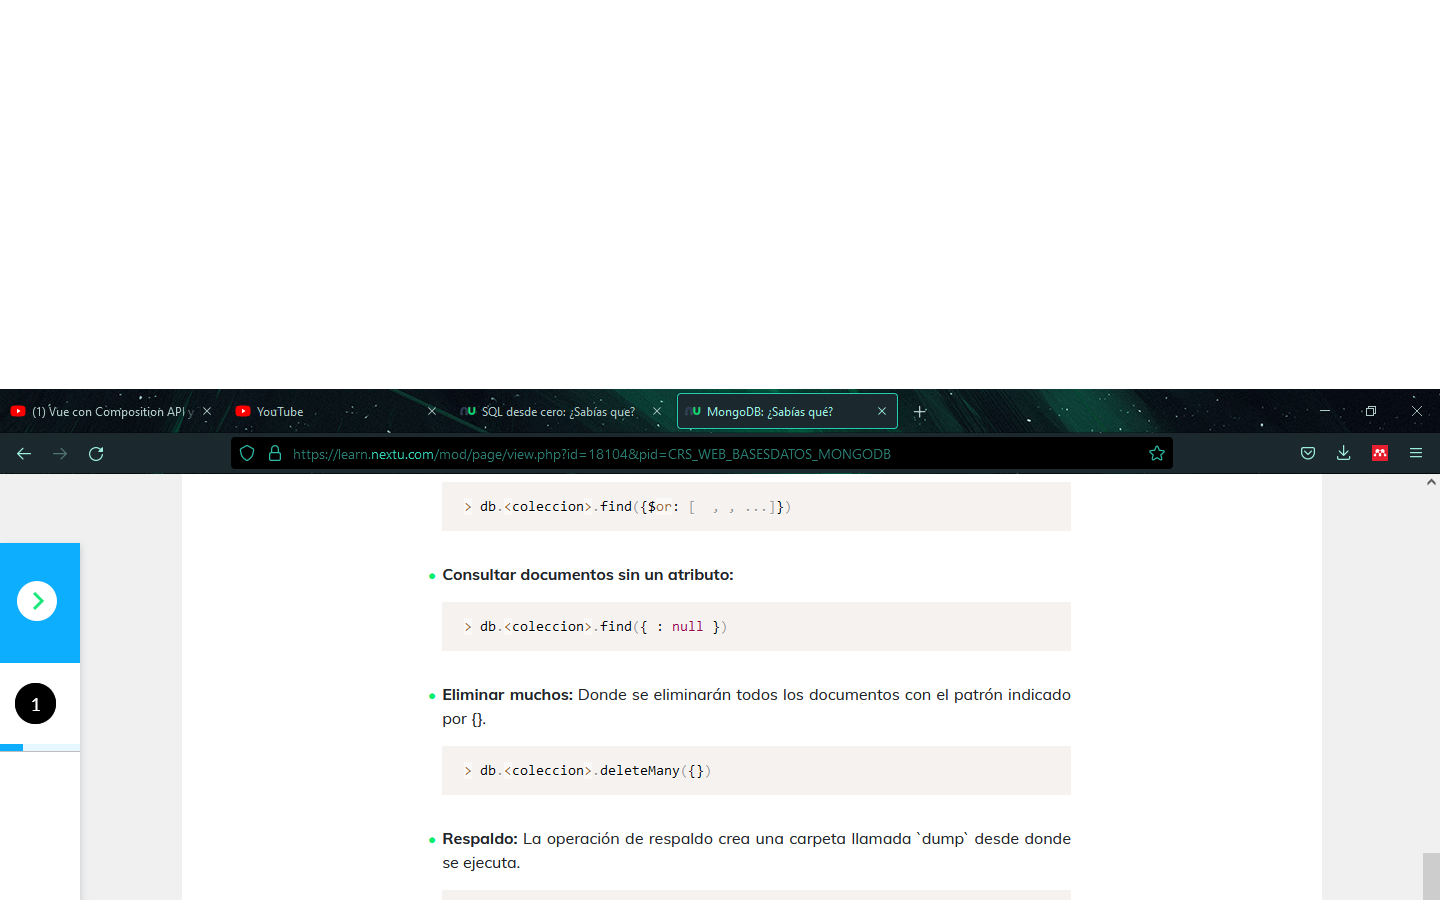 (1) Vue con Composition API y
YouTube
SQL desde cero: ¿Sabías que?
MongoDB: ¿Sabías qué?
https://learn.nextu.com/mod/page/view.php?id=18104&pid=CRS_WEB_BASESDATOS_MONGODB
> db.<coleccion>.find({$or: [  , , ...]})
Consultar documentos sin un atributo:
> db.<coleccion>.find({ : null })
1
Eliminar muchos: Donde se eliminarán todos los documentos con el patrón indicado
por {}.
> db.<coleccion>.deleteMany({})
Respaldo: La operación de respaldo crea una carpeta llamada `dump` desde donde
se ejecuta.